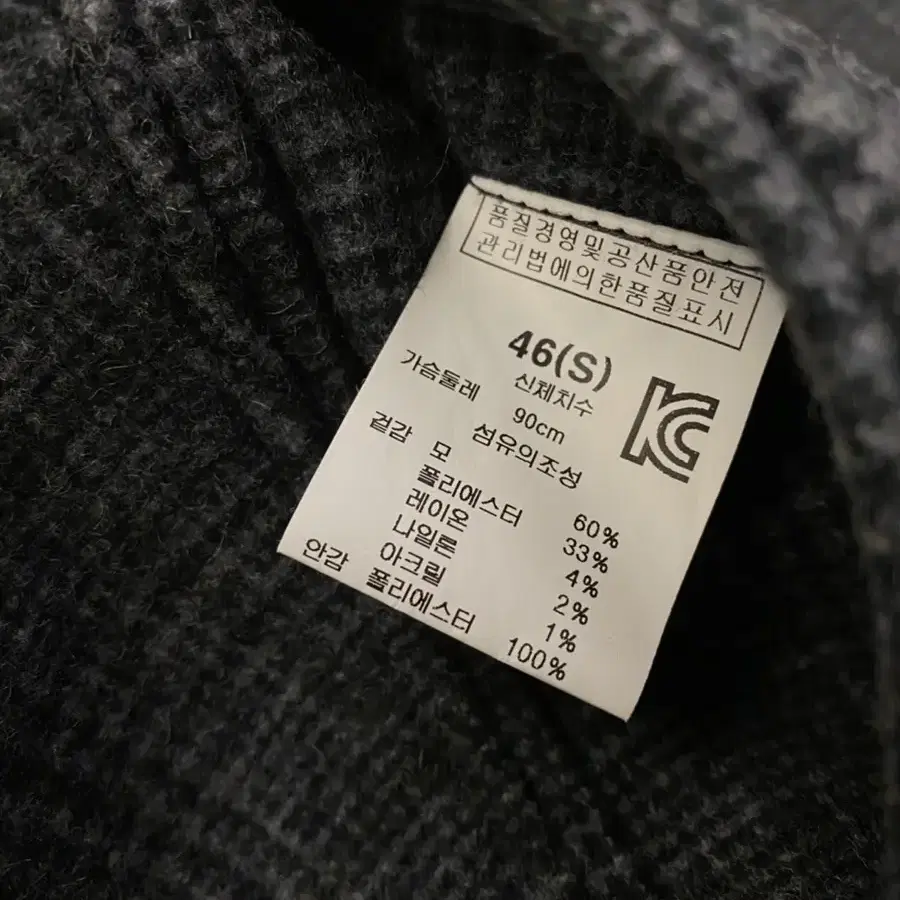 품질경영및공산품안전
관리법에의한품질표시
46(S)
신체치수
가슴둘레 90cm
섬유의조성
겉감 모 60%
폴리에스터 33%
레이온 4%
나일론 2%
아크릴 1%
안감 폴리에스터 100%
KC